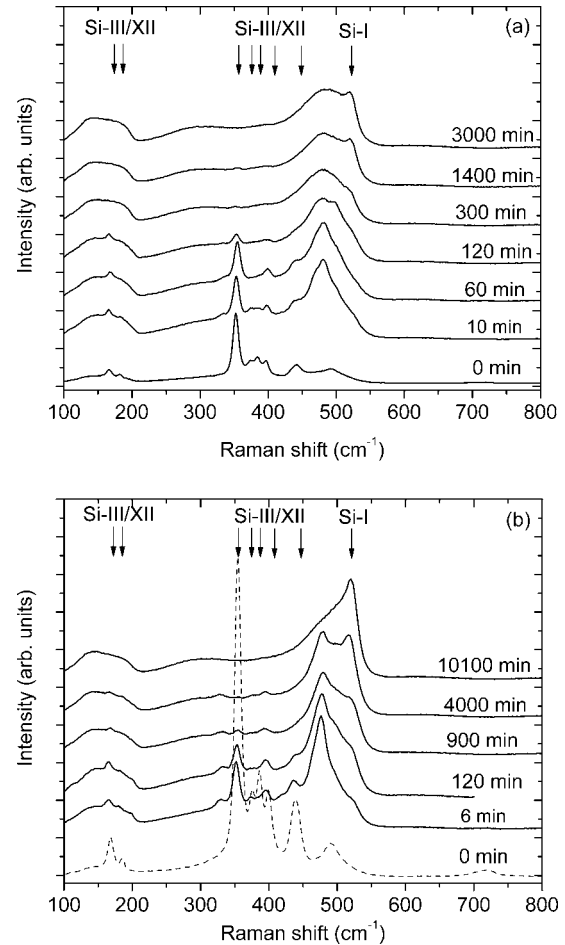 Si-III/XII Si-III/XII Si-I (a)
3000 min
1400 min
300 min
120 min
60 min
10 min
0 min
Intensity (arb. units)
100 200 300 400 500 600 700 800
Raman shift (cm⁻¹)
Si-III/XII Si-III/XII Si-I (b)
10100 min
4000 min
900 min
120 min
6 min
0 min
Intensity (arb. units)
100 200 300 400 500 600 700 800
Raman shift (cm⁻¹)